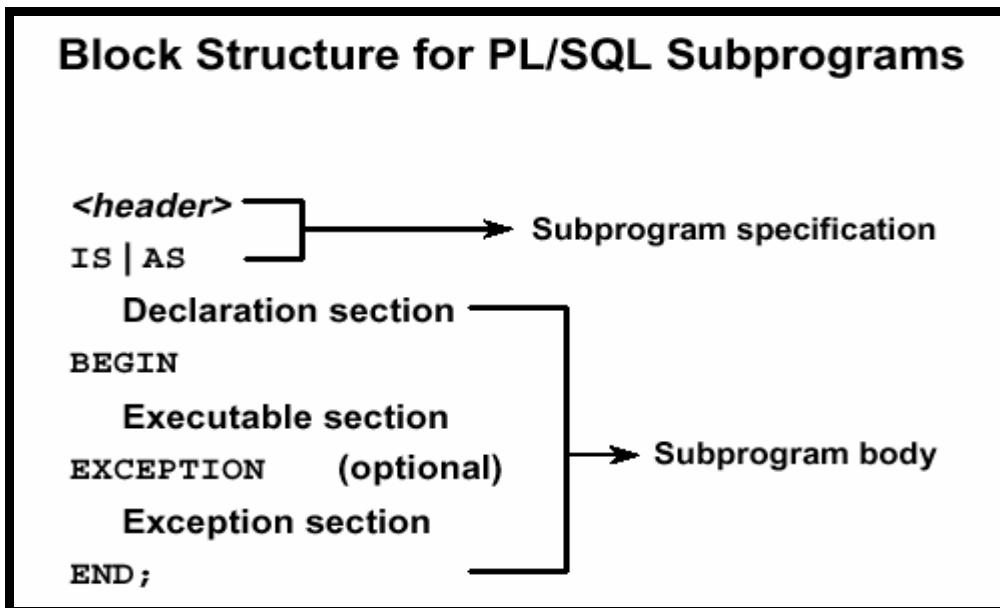 Block Structure for PL/SQL Subprograms
<header>
Subprogram specification
IS | AS
Declaration section
BEGIN
Executable section
EXCEPTION (optional)
Subprogram body
Exception section
END;